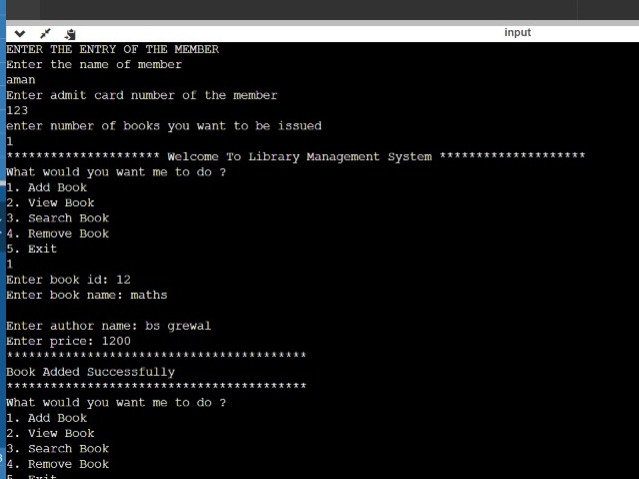 input
ENTER THE ENTRY OF THE MEMBER
Enter the name of member
aman
Enter admit card number of the member
123
enter number of books you want to be issued
1
********************* Welcome To Library Management System ********************
What would you want me to do ?
1. Add Book
2. View Book
3. Search Book
4. Remove Book
5. Exit
1
Enter book id: 12
Enter book name: maths
Enter author name: bs grewal
Enter price: 1200
*****************************************
Book Added Successfully
*****************************************
What would you want me to do ?
1. Add Book
2. View Book
3. Search Book
4. Remove Book
5. Exit